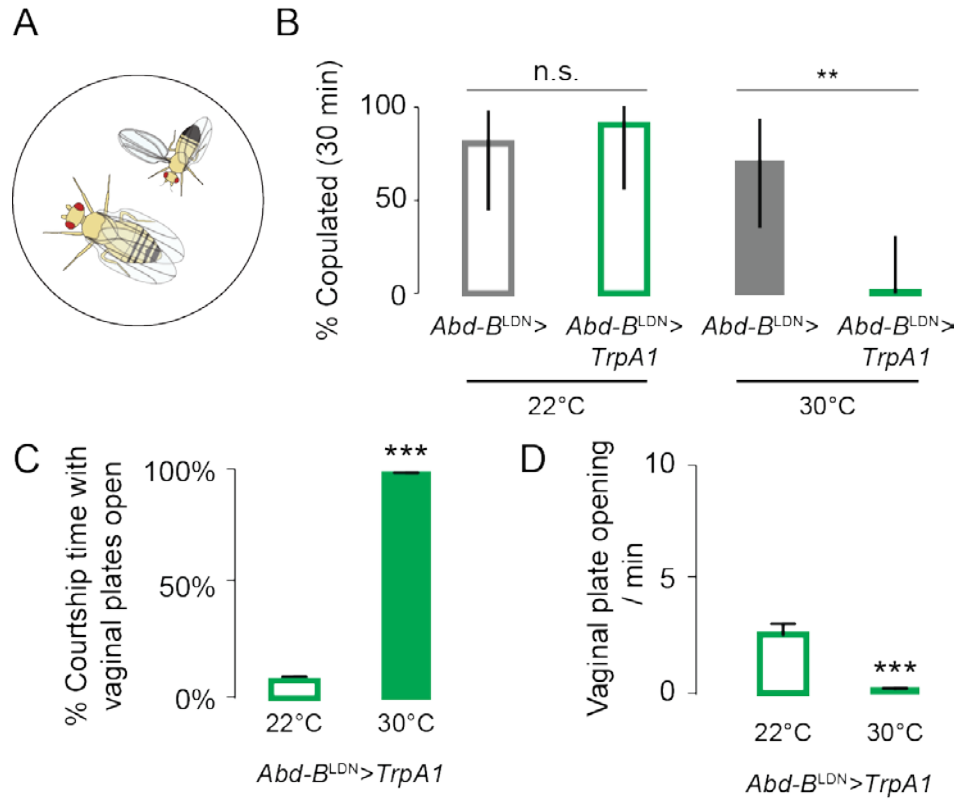 A
B
n.s.
**
% Copulated (30 min)
100
50
0
Abd-B^LDN>
Abd-B^LDN>
TrpA1
Abd-B^LDN>
Abd-B^LDN>
TrpA1
22°C
30°C
C
% Courtship time with
vaginal plates open
100%
50%
0%
***
22°C
30°C
Abd-B^LDN>TrpA1
D
Vaginal plate opening
/ min
10
5
0
***
22°C
30°C
Abd-B^LDN>TrpA1